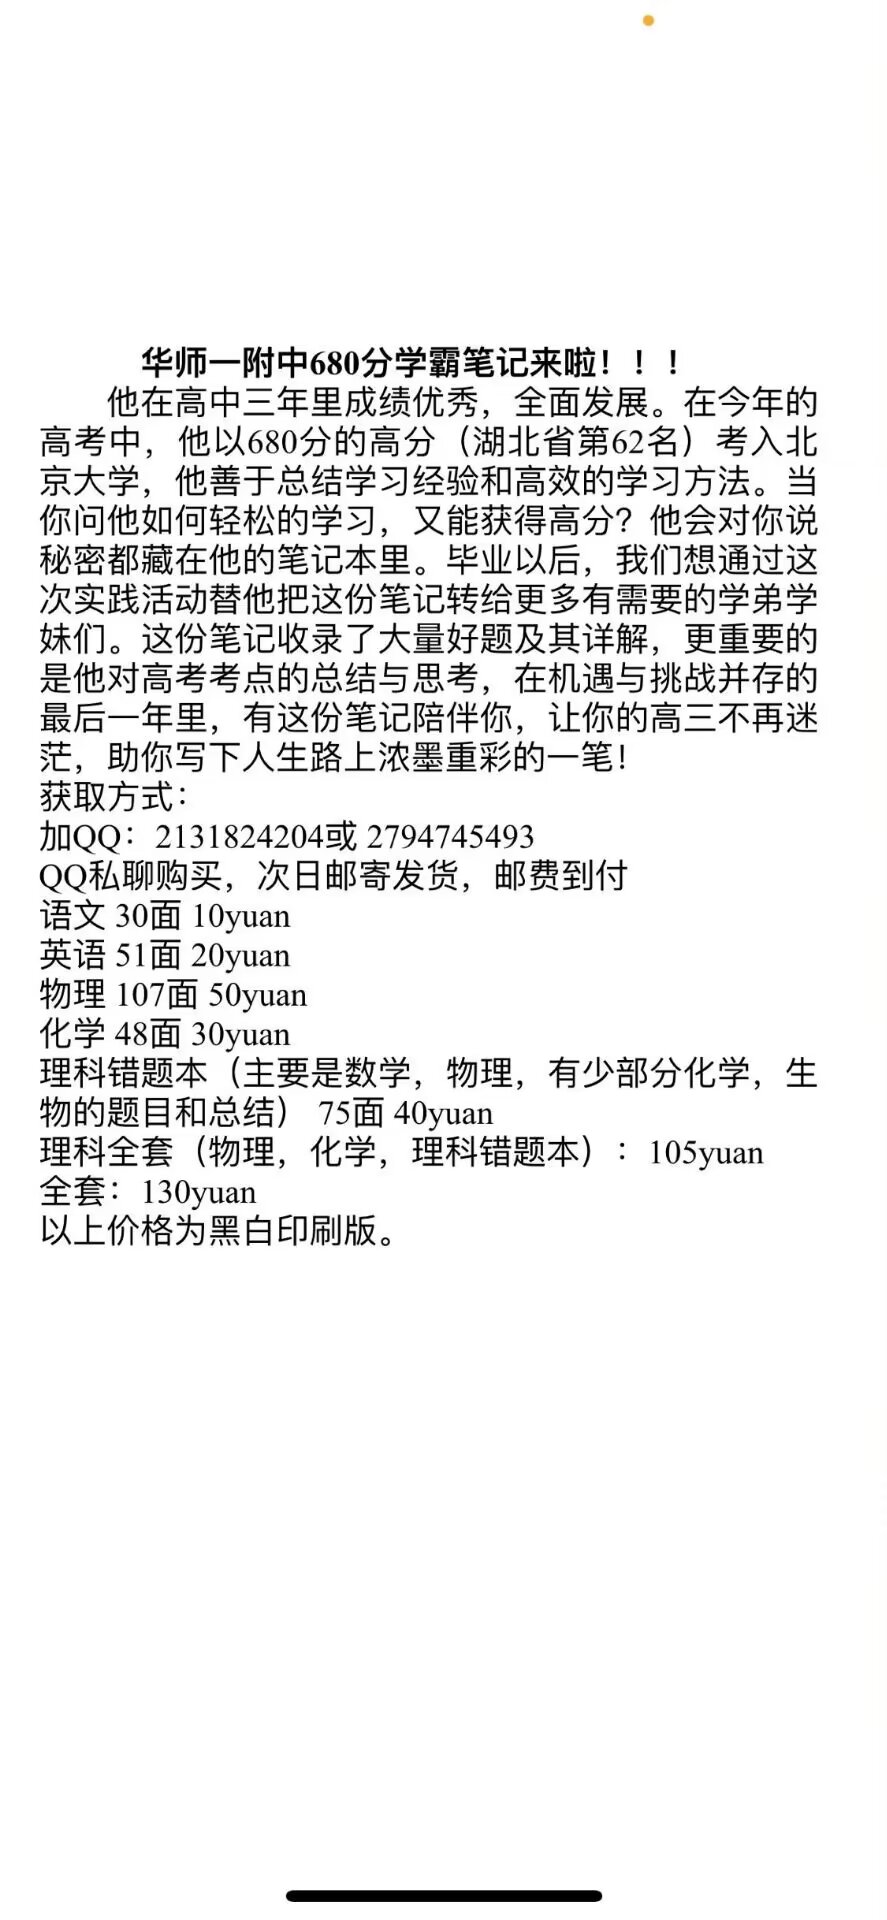 华师一附中680分学霸笔记来啦！！！
他在高中三年里成绩优秀，全面发展。在今年的
高考中，他以680分的高分（湖北省第62名）考入北
京大学，他善于总结学习经验和高效的学习方法。当
你问他如何轻松的学习，又能获得高分？他会对你说
秘密都藏在他的笔记本里。毕业以后，我们想通过这
次实践活动替他把这份笔记转给更多有需要的学弟学
妹们。这份笔记收录了大量好题及其详解，更重要的
是他对高考考点的总结与思考，在机遇与挑战并存的
最后一年里，有这份笔记陪伴你，让你的高三不再迷
茫，助你写下人生路上浓墨重彩的一笔！
获取方式：
加QQ：2131824204或 2794745493
QQ私聊购买，次日邮寄发货，邮费到付
语文 30面 10yuan
英语 51面 20yuan
物理 107面 50yuan
化学 48面 30yuan
理科错题本（主要是数学，物理，有少部分化学，生
物的题目和总结） 75面 40yuan
理科全套（物理，化学，理科错题本）：105yuan
全套：130yuan
以上价格为黑白印刷版。